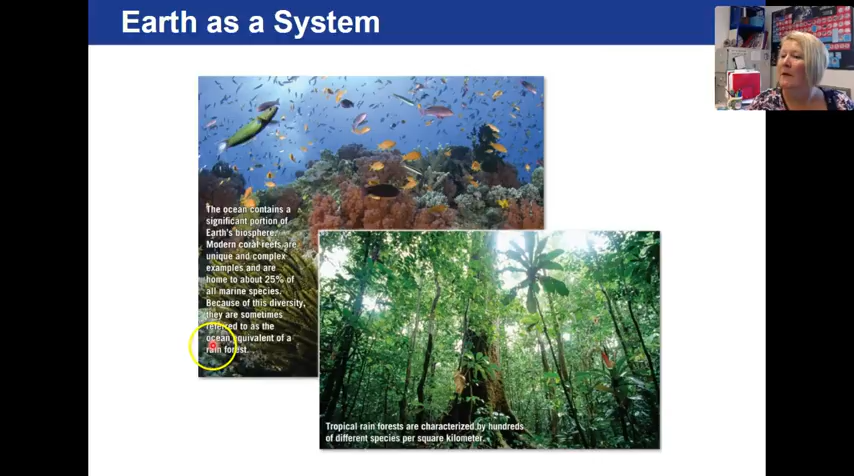 Earth as a System
The ocean contains a
significant portion of
Earth's biosphere.
Modern coral reefs are
unique and complex
examples and are
home to about 25% of
all marine species.
Because of this diversity,
they are sometimes
referred to as the
ocean equivalent of a
rain forest.
Tropical rain forests are characterized by hundreds
of different species per square kilometer.